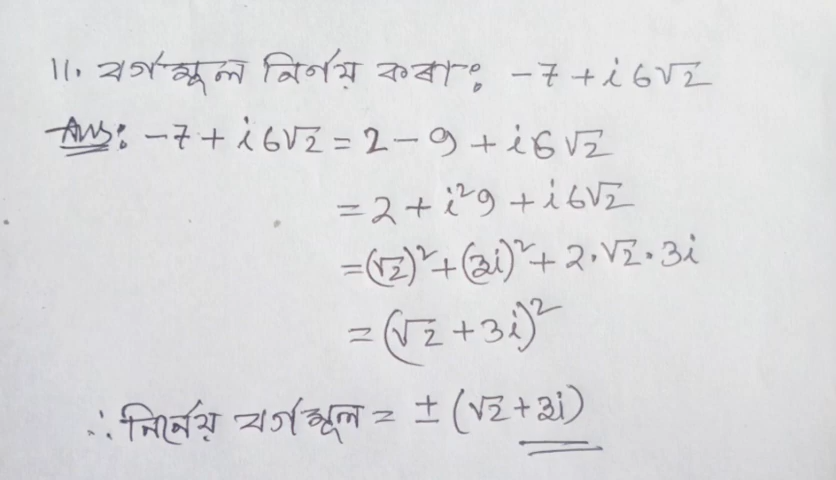 11. বর্গমূল নির্ণয় কৰা: -7 + i6√2
Ans: -7 + i6√2 = 2 - 9 + i6√2
= 2 + i²9 + i6√2
= (√2)² + (3i)² + 2.√2.3i
= (√2 + 3i)²
∴ নির্নেয় বর্গমূল = ± (√2 + 3i)